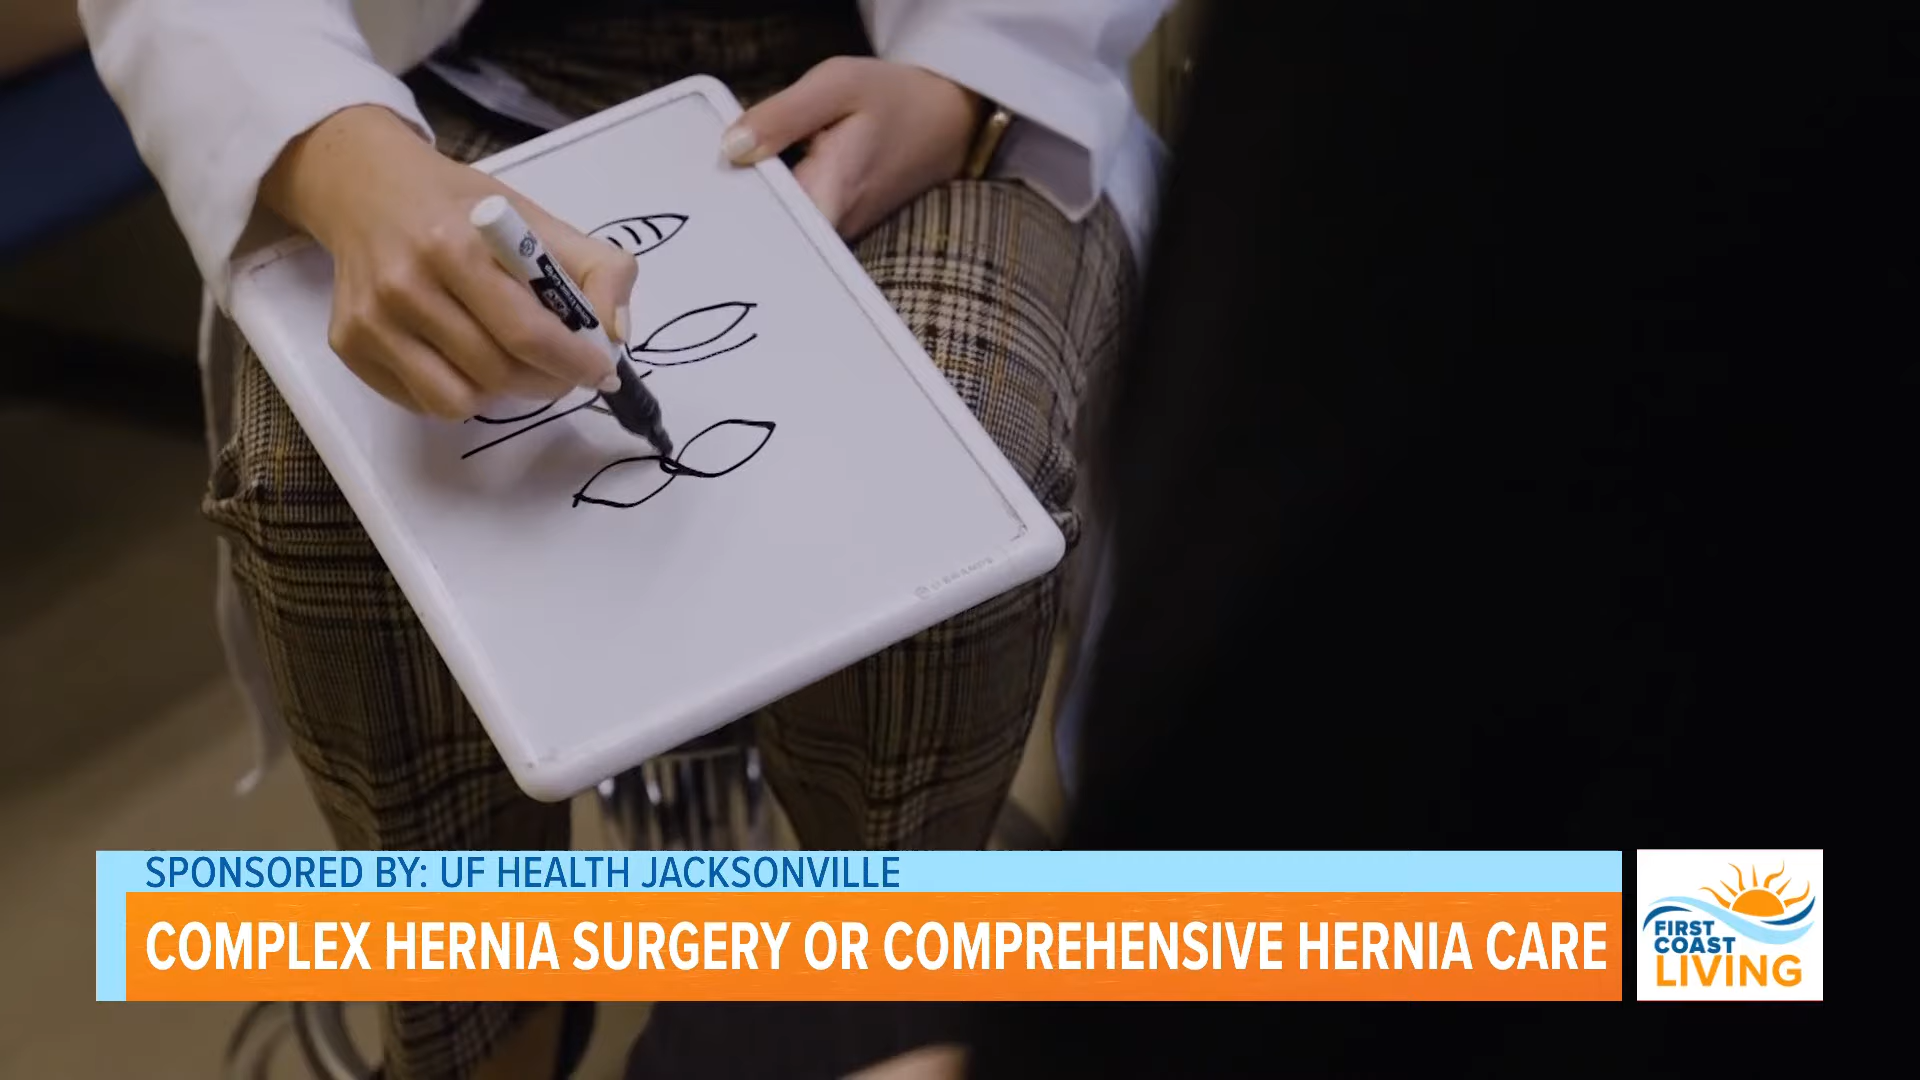 SPONSORED BY: UF HEALTH JACKSONVILLE
COMPLEX HERNIA SURGERY OR COMPREHENSIVE HERNIA CARE
FIRST
COAST
LIVING